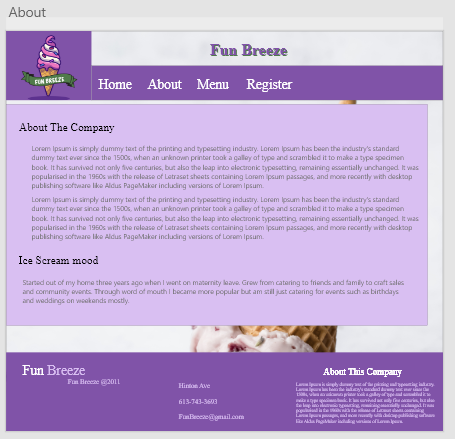 About
FUN BREEZE
Fun Breeze
Home About Menu Register
About The Company
Lorem Ipsum is simply dummy text of the printing and typesetting industry. Lorem Ipsum has been the industry's standard
dummy text ever since the 1500s, when an unknown printer took a galley of type and scrambled it to make a type specimen
book. It has survived not only five centuries, but also the leap into electronic typesetting, remaining essentially unchanged. It was
popularised in the 1960s with the release of Letraset sheets containing Lorem Ipsum passages, and more recently with desktop
publishing software like Aldus PageMaker including versions of Lorem Ipsum.
Lorem Ipsum is simply dummy text of the printing and typesetting industry. Lorem Ipsum has been the industry's standard
dummy text ever since the 1500s, when an unknown printer took a galley of type and scrambled it to make a type specimen
book. It has survived not only five centuries, but also the leap into electronic typesetting, remaining essentially unchanged. It was
popularised in the 1960s with the release of Letraset sheets containing Lorem Ipsum passages, and more recently with desktop
publishing software like Aldus PageMaker including versions of Lorem Ipsum.
Ice Scream mood
Started out of my home three years ago when I went on maternity leave. Grew from catering to friends and family to craft sales
and community events. Through word of mouth I became more popular but am still just catering for events such as birthdays
and weddings on weekends mostly.
Fun Breeze
Fun Breeze @2011
Hinton Ave
613-743-3693
FunBreeze@gmail.com
About This Company
Lorem Ipsum is simply dummy text of the printing and typesetting industry.
Lorem Ipsum has been the industry's standard dummy text ever since the
1500s, when an unknown printer took a galley of type and scrambled it to
make a type specimen book. It has survived not only five centuries, but also
the leap into electronic typesetting, remaining essentially unchanged. It was
popularised in the 1960s with the release of Letraset sheets containing
Lorem Ipsum passages, and more recently with desktop publishing software
like Aldus PageMaker including versions of Lorem Ipsum.